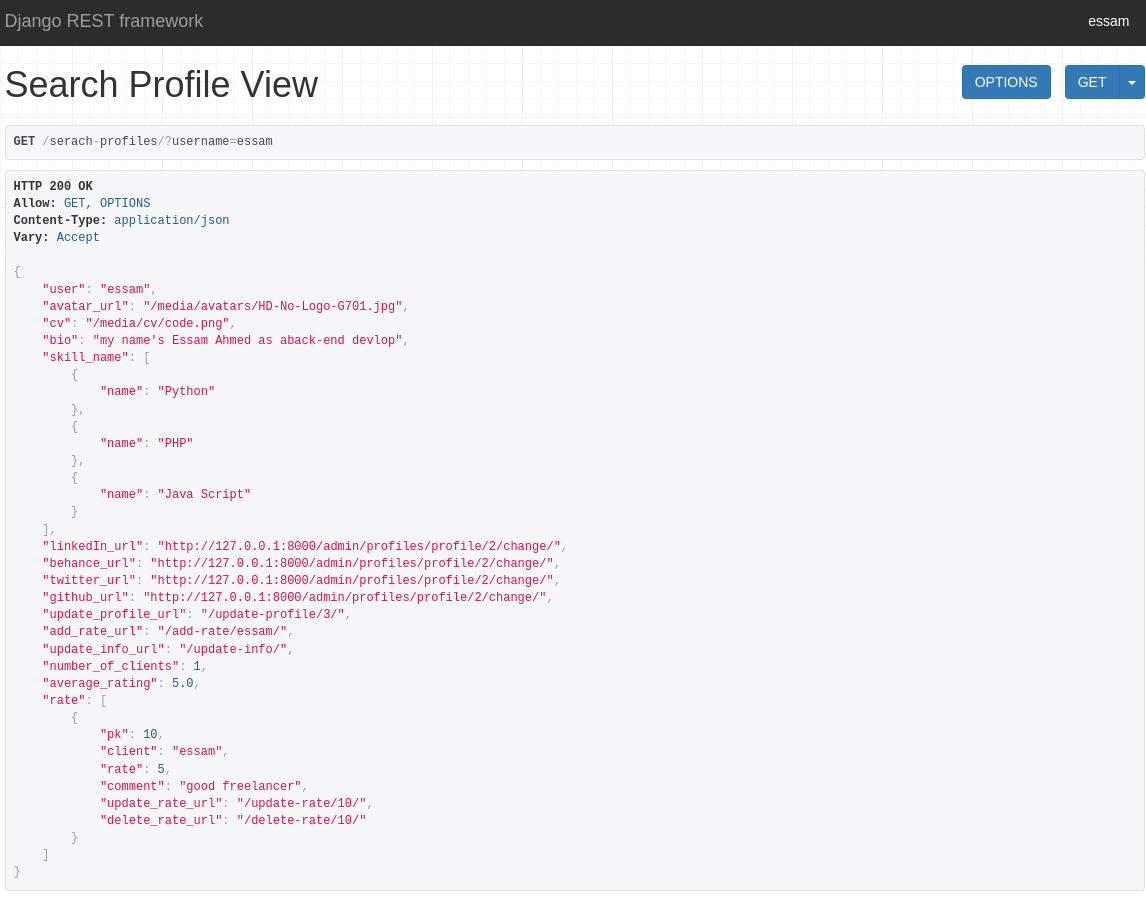 Django REST framework
essam
Search Profile View
OPTIONS
GET
GET /serach-profiles/?username=essam
HTTP 200 OK
Allow: GET, OPTIONS
Content-Type: application/json
Vary: Accept
{
    "user": "essam",
    "avatar_url": "/media/avatars/HD-No-Logo-G701.jpg",
    "cv": "/media/cv/code.png",
    "bio": "my name's Essam Ahmed as aback-end devlop",
    "skill_name": [
        {
            "name": "Python"
        },
        {
            "name": "PHP"
        },
        {
            "name": "Java Script"
        }
    ],
    "linkedIn_url": "http://127.0.0.1:8000/admin/profiles/profile/2/change/",
    "behance_url": "http://127.0.0.1:8000/admin/profiles/profile/2/change/",
    "twitter_url": "http://127.0.0.1:8000/admin/profiles/profile/2/change/",
    "github_url": "http://127.0.0.1:8000/admin/profiles/profile/2/change/",
    "update_profile_url": "/update-profile/3/",
    "add_rate_url": "/add-rate/essam/",
    "update_info_url": "/update-info/",
    "number_of_clients": 1,
    "average_rating": 5.0,
    "rate": [
        {
            "pk": 10,
            "client": "essam",
            "rate": 5,
            "comment": "good freelancer",
            "update_rate_url": "/update-rate/10/",
            "delete_rate_url": "/delete-rate/10/"
        }
    ]
}